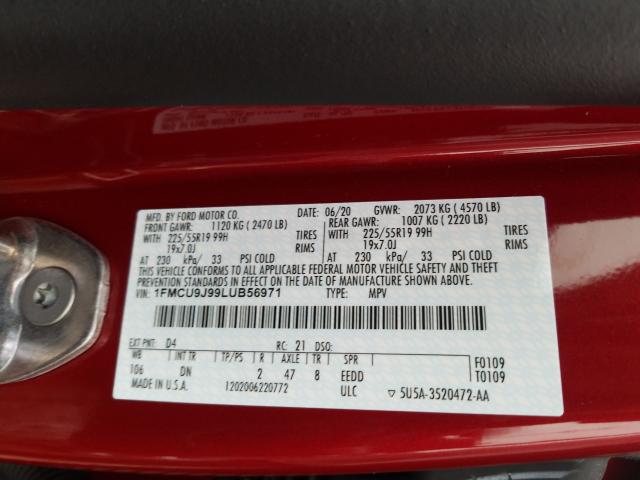 MFD. BY FORD MOTOR CO. DATE: 06/20 GVWR: 2073 KG ( 4570 LB)
FRONT GAWR: 1120 KG ( 2470 LB) REAR GAWR: 1007 KG ( 2220 LB)
WITH 225/55R19 99H TIRES WITH 225/55R19 99H TIRES
19x7.0J RIMS 19x7.0J RIMS
AT 230 kPa/ 33 PSI COLD AT 230 kPa/ 33 PSI COLD
THIS VEHICLE CONFORMS TO ALL APPLICABLE FEDERAL MOTOR VEHICLE SAFETY AND THEFT
PREVENTION STANDARDS IN EFFECT ON THE DATE OF MANUFACTURE SHOWN ABOVE.
VIN: 1FMCU9J99LUB56971 TYPE: MPV
EXT PNT: D4 RC: 21 DSO: F0109
WB INT TR TP/PS R AXLE TR SPR T0109
106 DN 2 47 8 EEDD
MADE IN U.S.A. 1202006220772 ULC ▽ 5U5A-3520472-AA